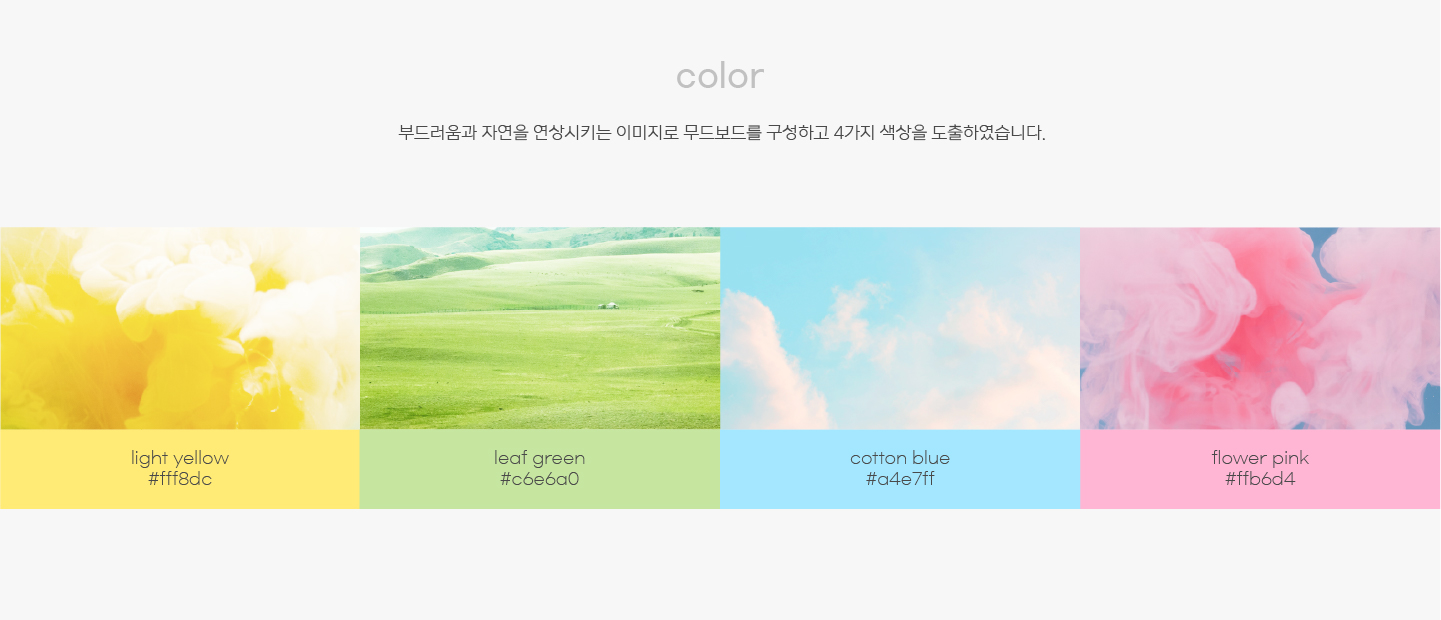 color
부드러움과 자연을 연상시키는 이미지로 무드보드를 구성하고 4가지 색상을 도출하였습니다.
light yellow
#fff8dc
leaf green
#c6e6a0
cotton blue
#a4e7ff
flower pink
#ffb6d4